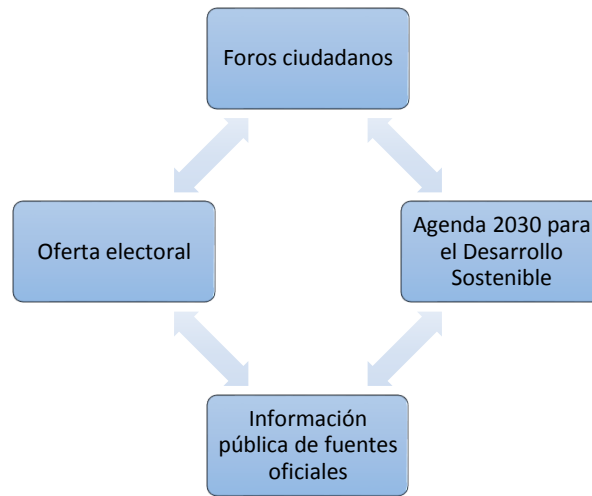 Foros ciudadanos
Oferta electoral
Agenda 2030 para
el Desarrollo
Sostenible
Información
pública de fuentes
oficiales